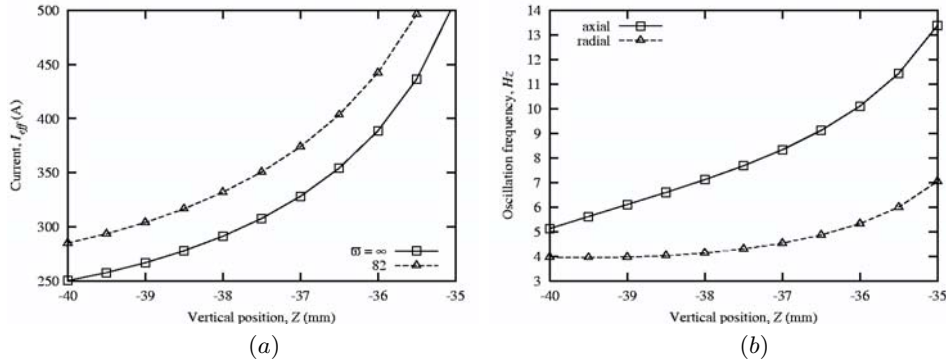 500
450
400
350
300
250
Current, I_eff (A)
ϖ = ∞
82
-40 -39 -38 -37 -36 -35
Vertical position, Z (mm)
(a)
14
13
12
11
10
9
8
7
6
5
4
3
Oscillation frequency, Hz
axial
radial
-40 -39 -38 -37 -36 -35
Vertical position, Z (mm)
(b)